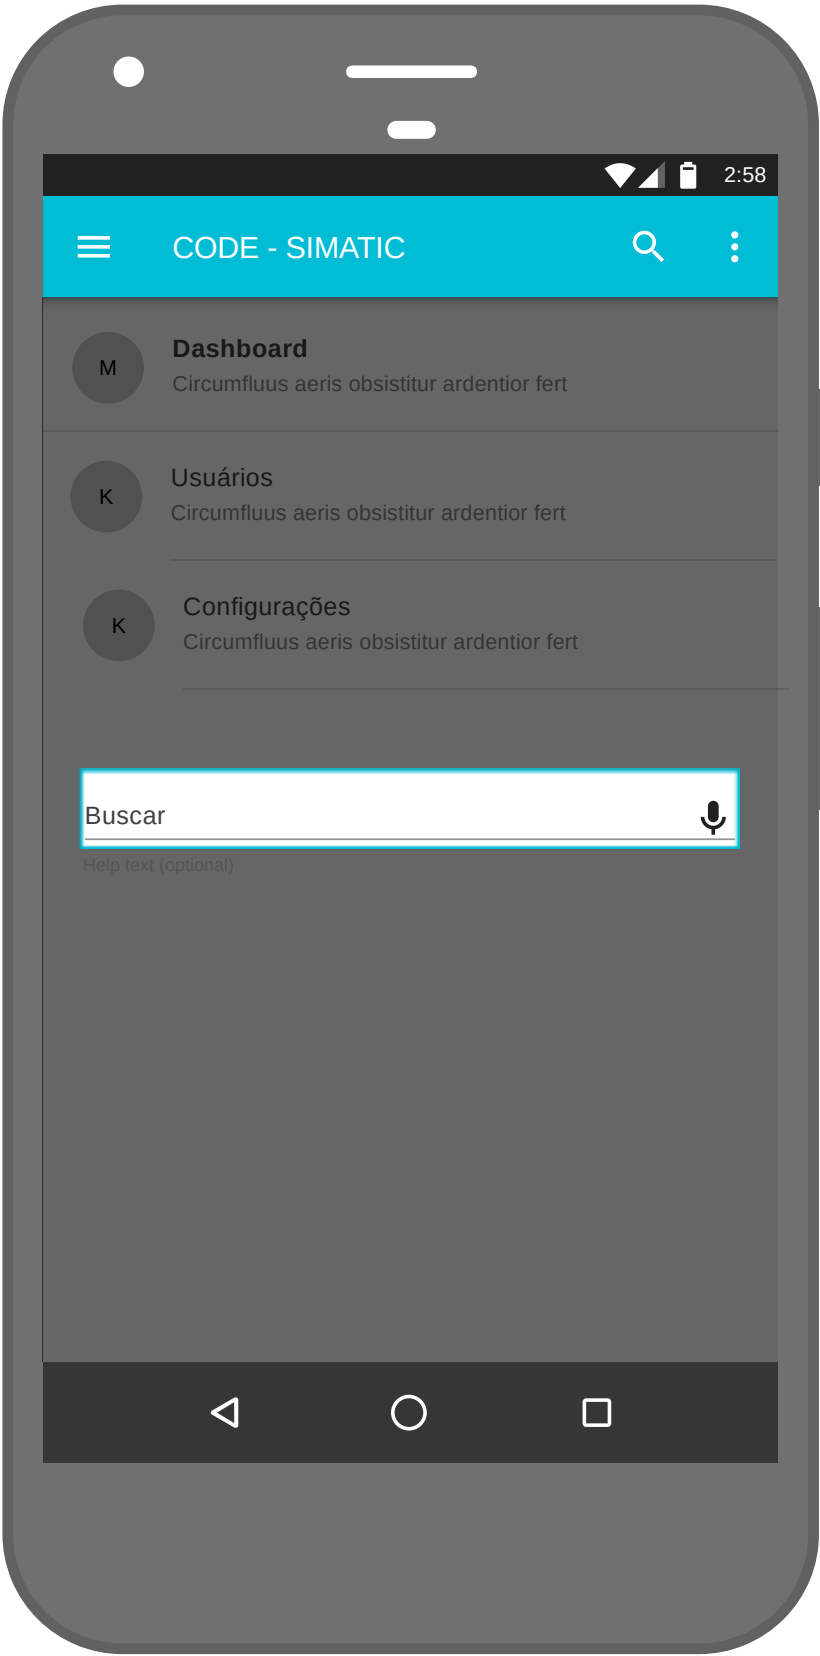 2:58
CODE - SIMATIC
M
Dashboard
Circumfluus aeris obsistitur ardentior fert
K
Usuários
Circumfluus aeris obsistitur ardentior fert
K
Configurações
Circumfluus aeris obsistitur ardentior fert
Buscar
Help text (optional)